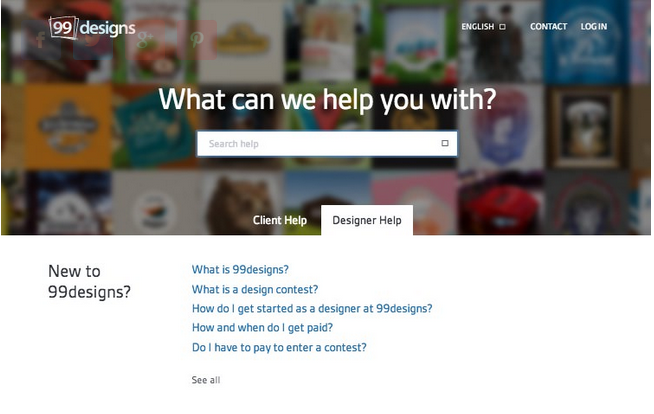 99designs
ENGLISH
CONTACT
LOG IN
What can we help you with?
Search help
Client Help
Designer Help
New to
99designs?
What is 99designs?
What is a design contest?
How do I get started as a designer at 99designs?
How and when do I get paid?
Do I have to pay to enter a contest?
See all